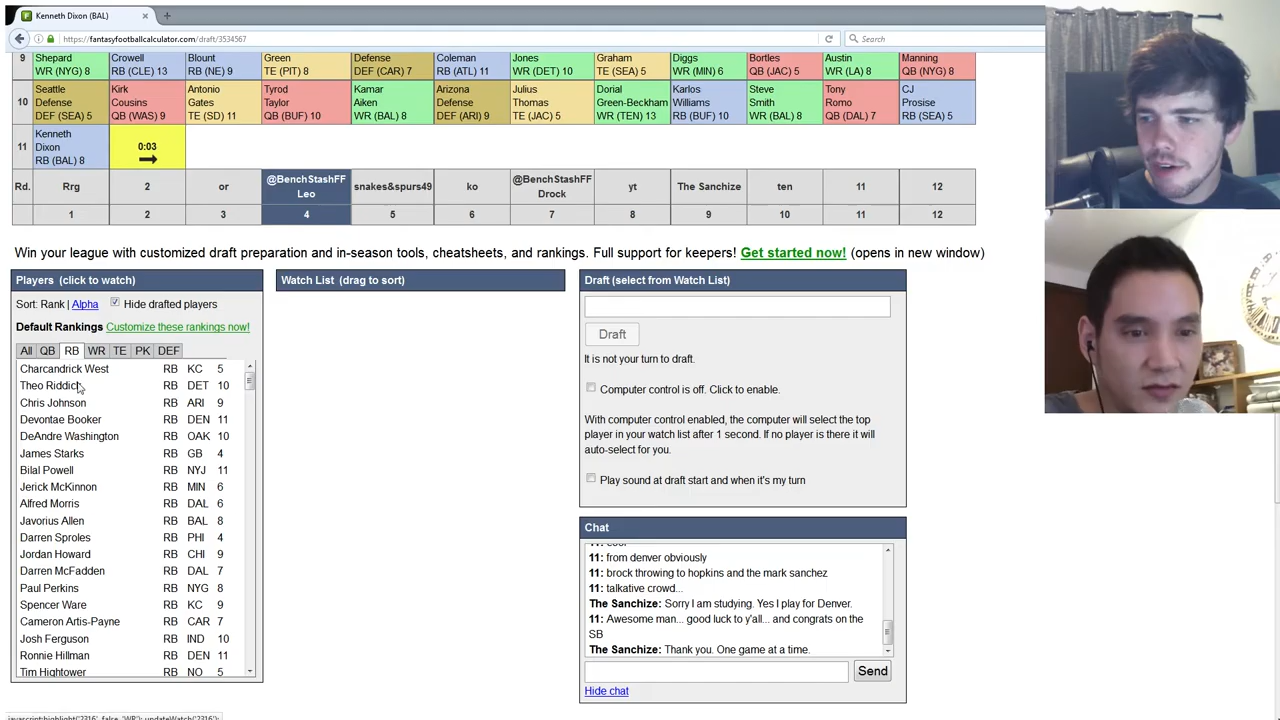 Kenneth Dixon (BAL)
https://fantasyfootballcalculator.com/draft/3534567
Search
9 Shepard Crowell Blount Green Defense Coleman Jones Graham Diggs Bortles Austin Manning
WR (NYG) 8 RB (CLE) 13 RB (NE) 9 TE (PIT) 8 DEF (CAR) 7 RB (ATL) 11 WR (DET) 10 TE (SEA) 5 WR (MIN) 6 QB (JAC) 5 WR (LA) 8 QB (NYG) 8
Seattle Kirk Antonio Tyrod Kamar Arizona Julius Dorial Karlos Steve Tony CJ
10 Defense Cousins Gates Taylor Aiken Defense Thomas Green-Beckham Williams Smith Romo Prosise
DEF (SEA) 5 QB (WAS) 9 TE (SD) 11 QB (BUF) 10 WR (BAL) 8 DEF (ARI) 9 TE (JAC) 5 WR (TEN) 13 RB (BUF) 10 WR (BAL) 8 QB (DAL) 7 RB (SEA) 5
Kenneth
11 Dixon 0:03
RB (BAL) 8
Rd. Rrg 2 or @BenchStashFF Leo snakes&spurs49 ko @BenchStashFF Drock yt The Sanchize ten 11 12
1 2 3 4 5 6 7 8 9 10 11 12
Win your league with customized draft preparation and in-season tools, cheatsheets, and rankings. Full support for keepers! Get started now! (opens in new window)
Players (click to watch)
Sort: Rank | Alpha Hide drafted players
Default Rankings Customize these rankings now!
All QB RB WR TE PK DEF
Charcandrick West RB KC 5
Theo Riddick RB DET 10
Chris Johnson RB ARI 9
Devontae Booker RB DEN 11
DeAndre Washington RB OAK 10
James Starks RB GB 4
Bilal Powell RB NYJ 11
Jerick McKinnon RB MIN 6
Alfred Morris RB DAL 6
Javorius Allen RB BAL 8
Darren Sproles RB PHI 4
Jordan Howard RB CHI 9
Darren McFadden RB DAL 7
Paul Perkins RB NYG 8
Spencer Ware RB KC 9
Cameron Artis-Payne RB CAR 7
Josh Ferguson RB IND 10
Ronnie Hillman RB DEN 11
Tim Hightower RB NO 5
Watch List (drag to sort)
Draft (select from Watch List)
Draft
It is not your turn to draft.
Computer control is off. Click to enable.
With computer control enabled, the computer will select the top
player in your watch list after 1 second. If no player is there it will
auto-select for you.
Play sound at draft start and when it's my turn
Chat
11: from denver obviously
11: brock throwing to hopkins and the mark sanchez
11: talkative crowd...
The Sanchize: Sorry I am studying. Yes I play for Denver.
11: Awesome man... good luck to y'all... and congrats on the
SB
The Sanchize: Thank you. One game at a time.
Send
Hide chat
javascript:highlight('2316', false, 'WR'); updateWatch('2316');